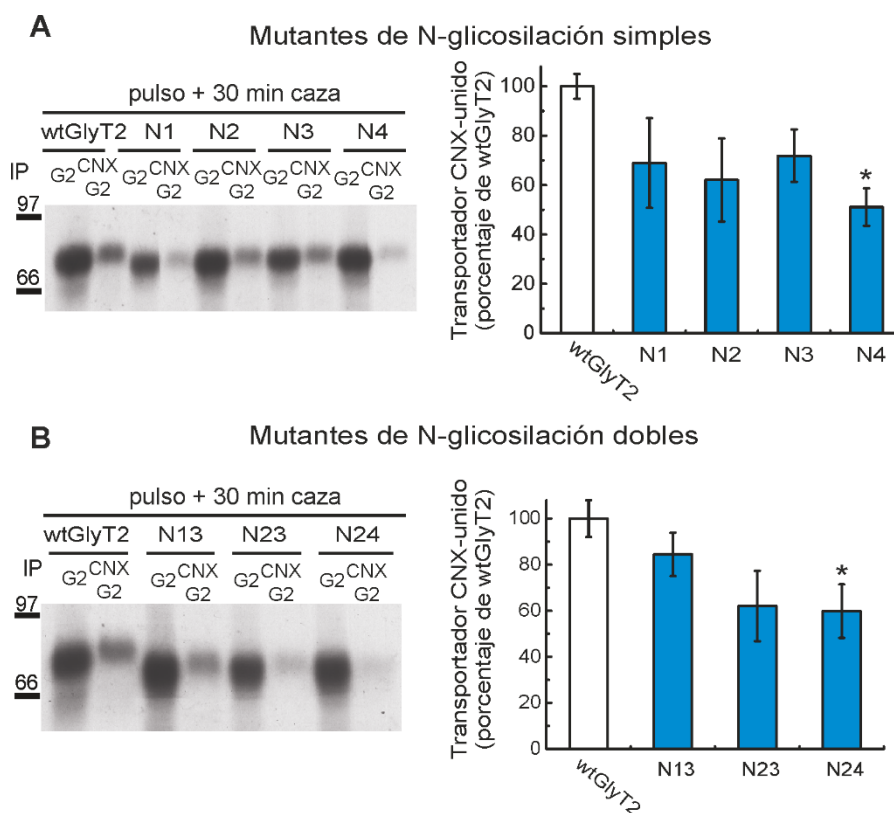 A
Mutantes de N-glicosilación simples
pulso + 30 min caza
wtGlyT2 N1 N2 N3 N4
IP
G2 CNX G2 G2 CNX G2 G2 CNX G2 G2 CNX G2 G2 CNX G2
97
66
Transportador CNX-unido
(porcentaje de wtGlyT2)
100
80
60
40
20
0
*
wtGlyT2 N1 N2 N3 N4
B
Mutantes de N-glicosilación dobles
pulso + 30 min caza
wtGlyT2 N13 N23 N24
IP
G2 CNX G2 G2 CNX G2 G2 CNX G2 G2 CNX G2
97
66
Transportador CNX-unido
(porcentaje de wtGlyT2)
100
80
60
40
20
0
*
wtGlyT2 N13 N23 N24